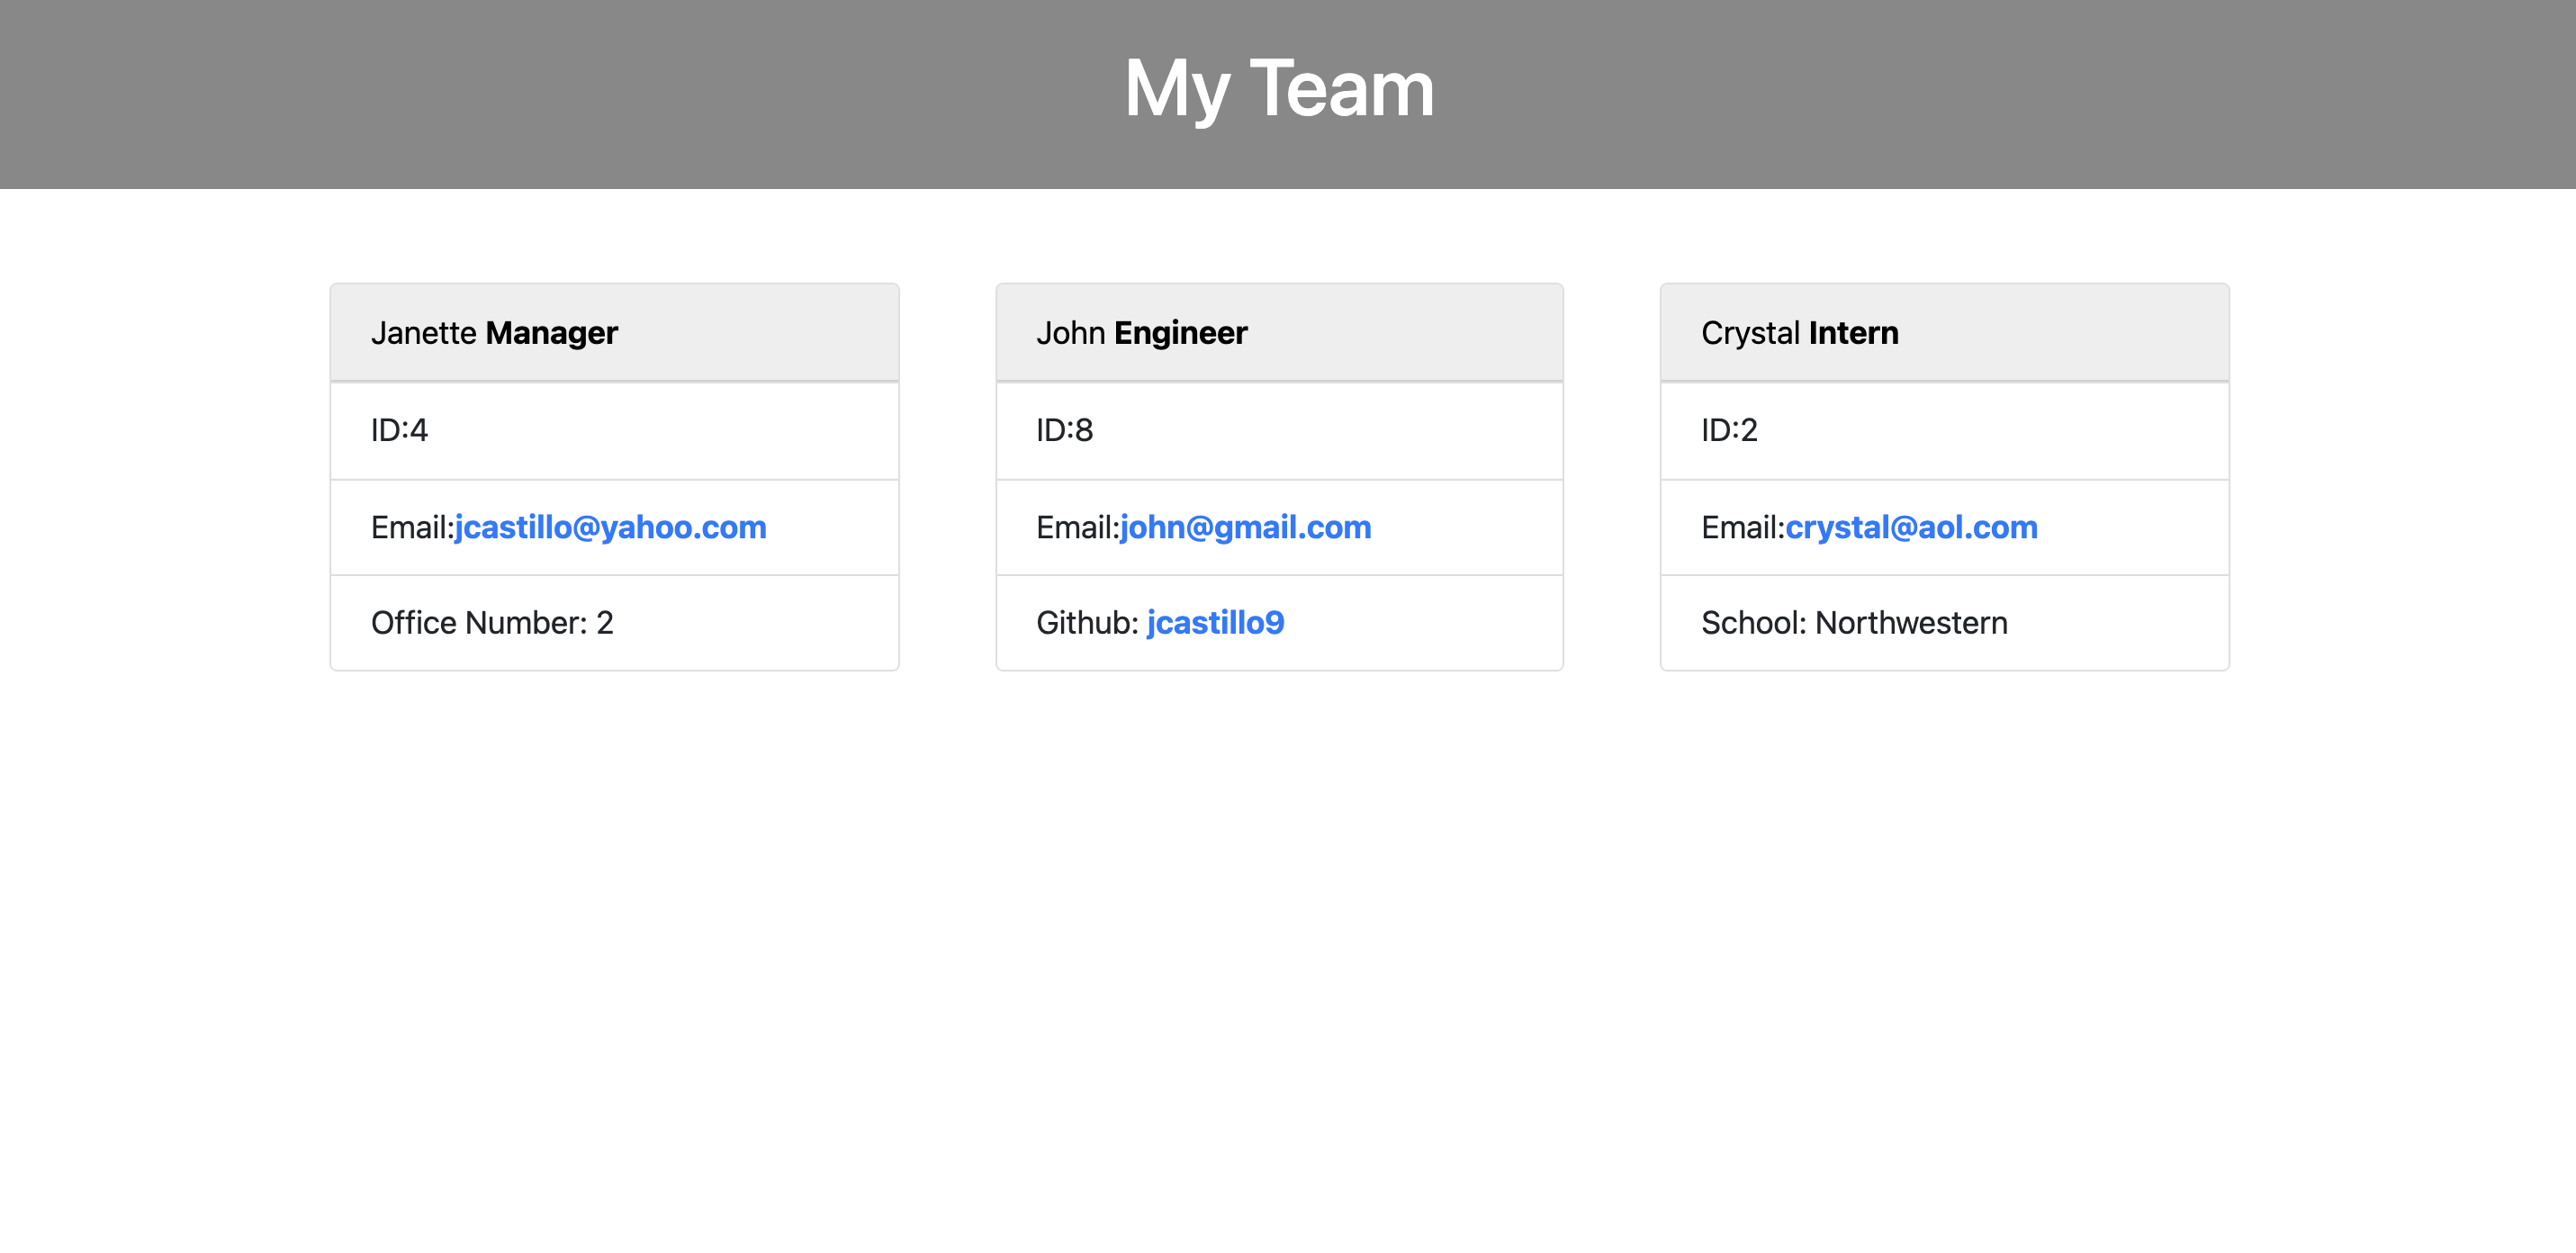 My Team
Janette Manager
ID:4
Email:jcastillo@yahoo.com
Office Number: 2
John Engineer
ID:8
Email:john@gmail.com
Github: jcastillo9
Crystal Intern
ID:2
Email:crystal@aol.com
School: Northwestern